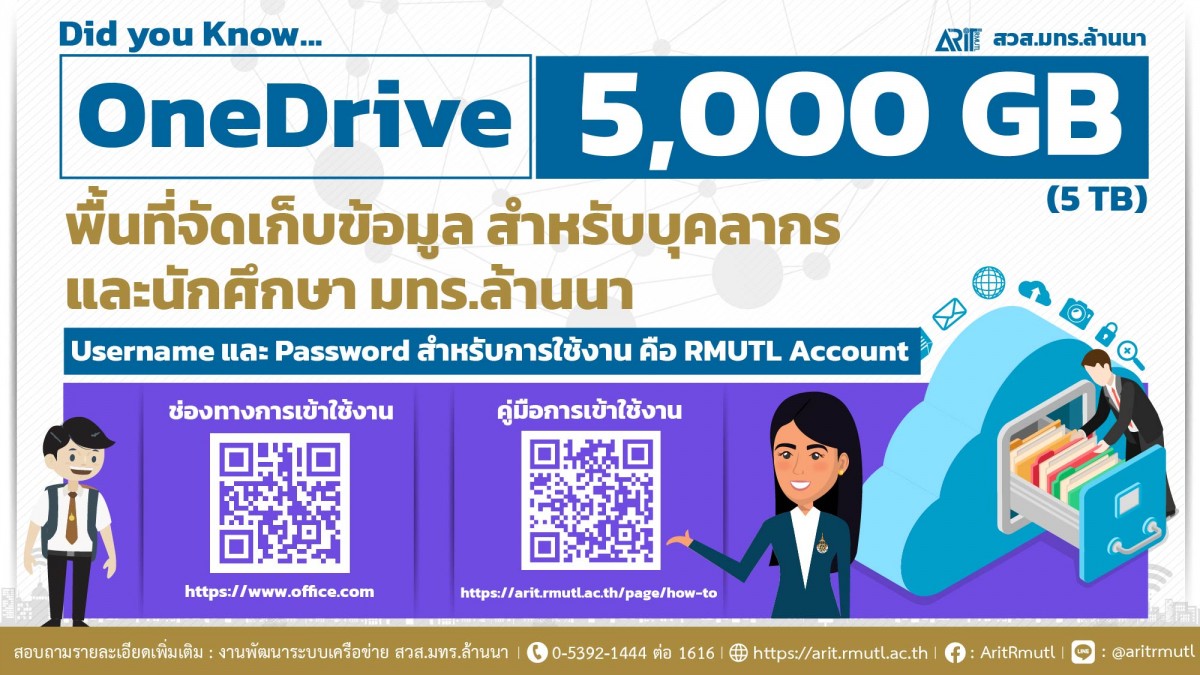 Did you Know...
ARIT RMUTL สวส.มทร.ล้านนา
OneDrive 5,000 GB
(5 TB)
พื้นที่จัดเก็บข้อมูล สำหรับบุคลากร
และนักศึกษา มทร.ล้านนา
Username และ Password สำหรับการใช้งาน คือ RMUTL Account
ช่องทางการเข้าใช้งาน
https://www.office.com
คู่มือการเข้าใช้งาน
https://arit.rmutl.ac.th/page/how-to
สอบถามรายละเอียดเพิ่มเติม : งานพัฒนาระบบเครือข่าย สวส.มทร.ล้านนา | 0-5392-1444 ต่อ 1616 | https://arit.rmutl.ac.th | : AritRmutl | LINE : @aritrmutl